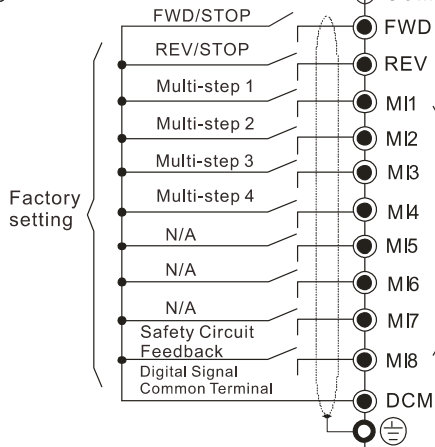 FWD/STOP
FWD
REV/STOP
REV
Multi-step 1
MI1
Multi-step 2
MI2
Multi-step 3
MI3
Multi-step 4
MI4
Factory
setting
N/A
MI5
N/A
MI6
N/A
MI7
Safety Circuit
Feedback
MI8
Digital Signal
Common Terminal
DCM